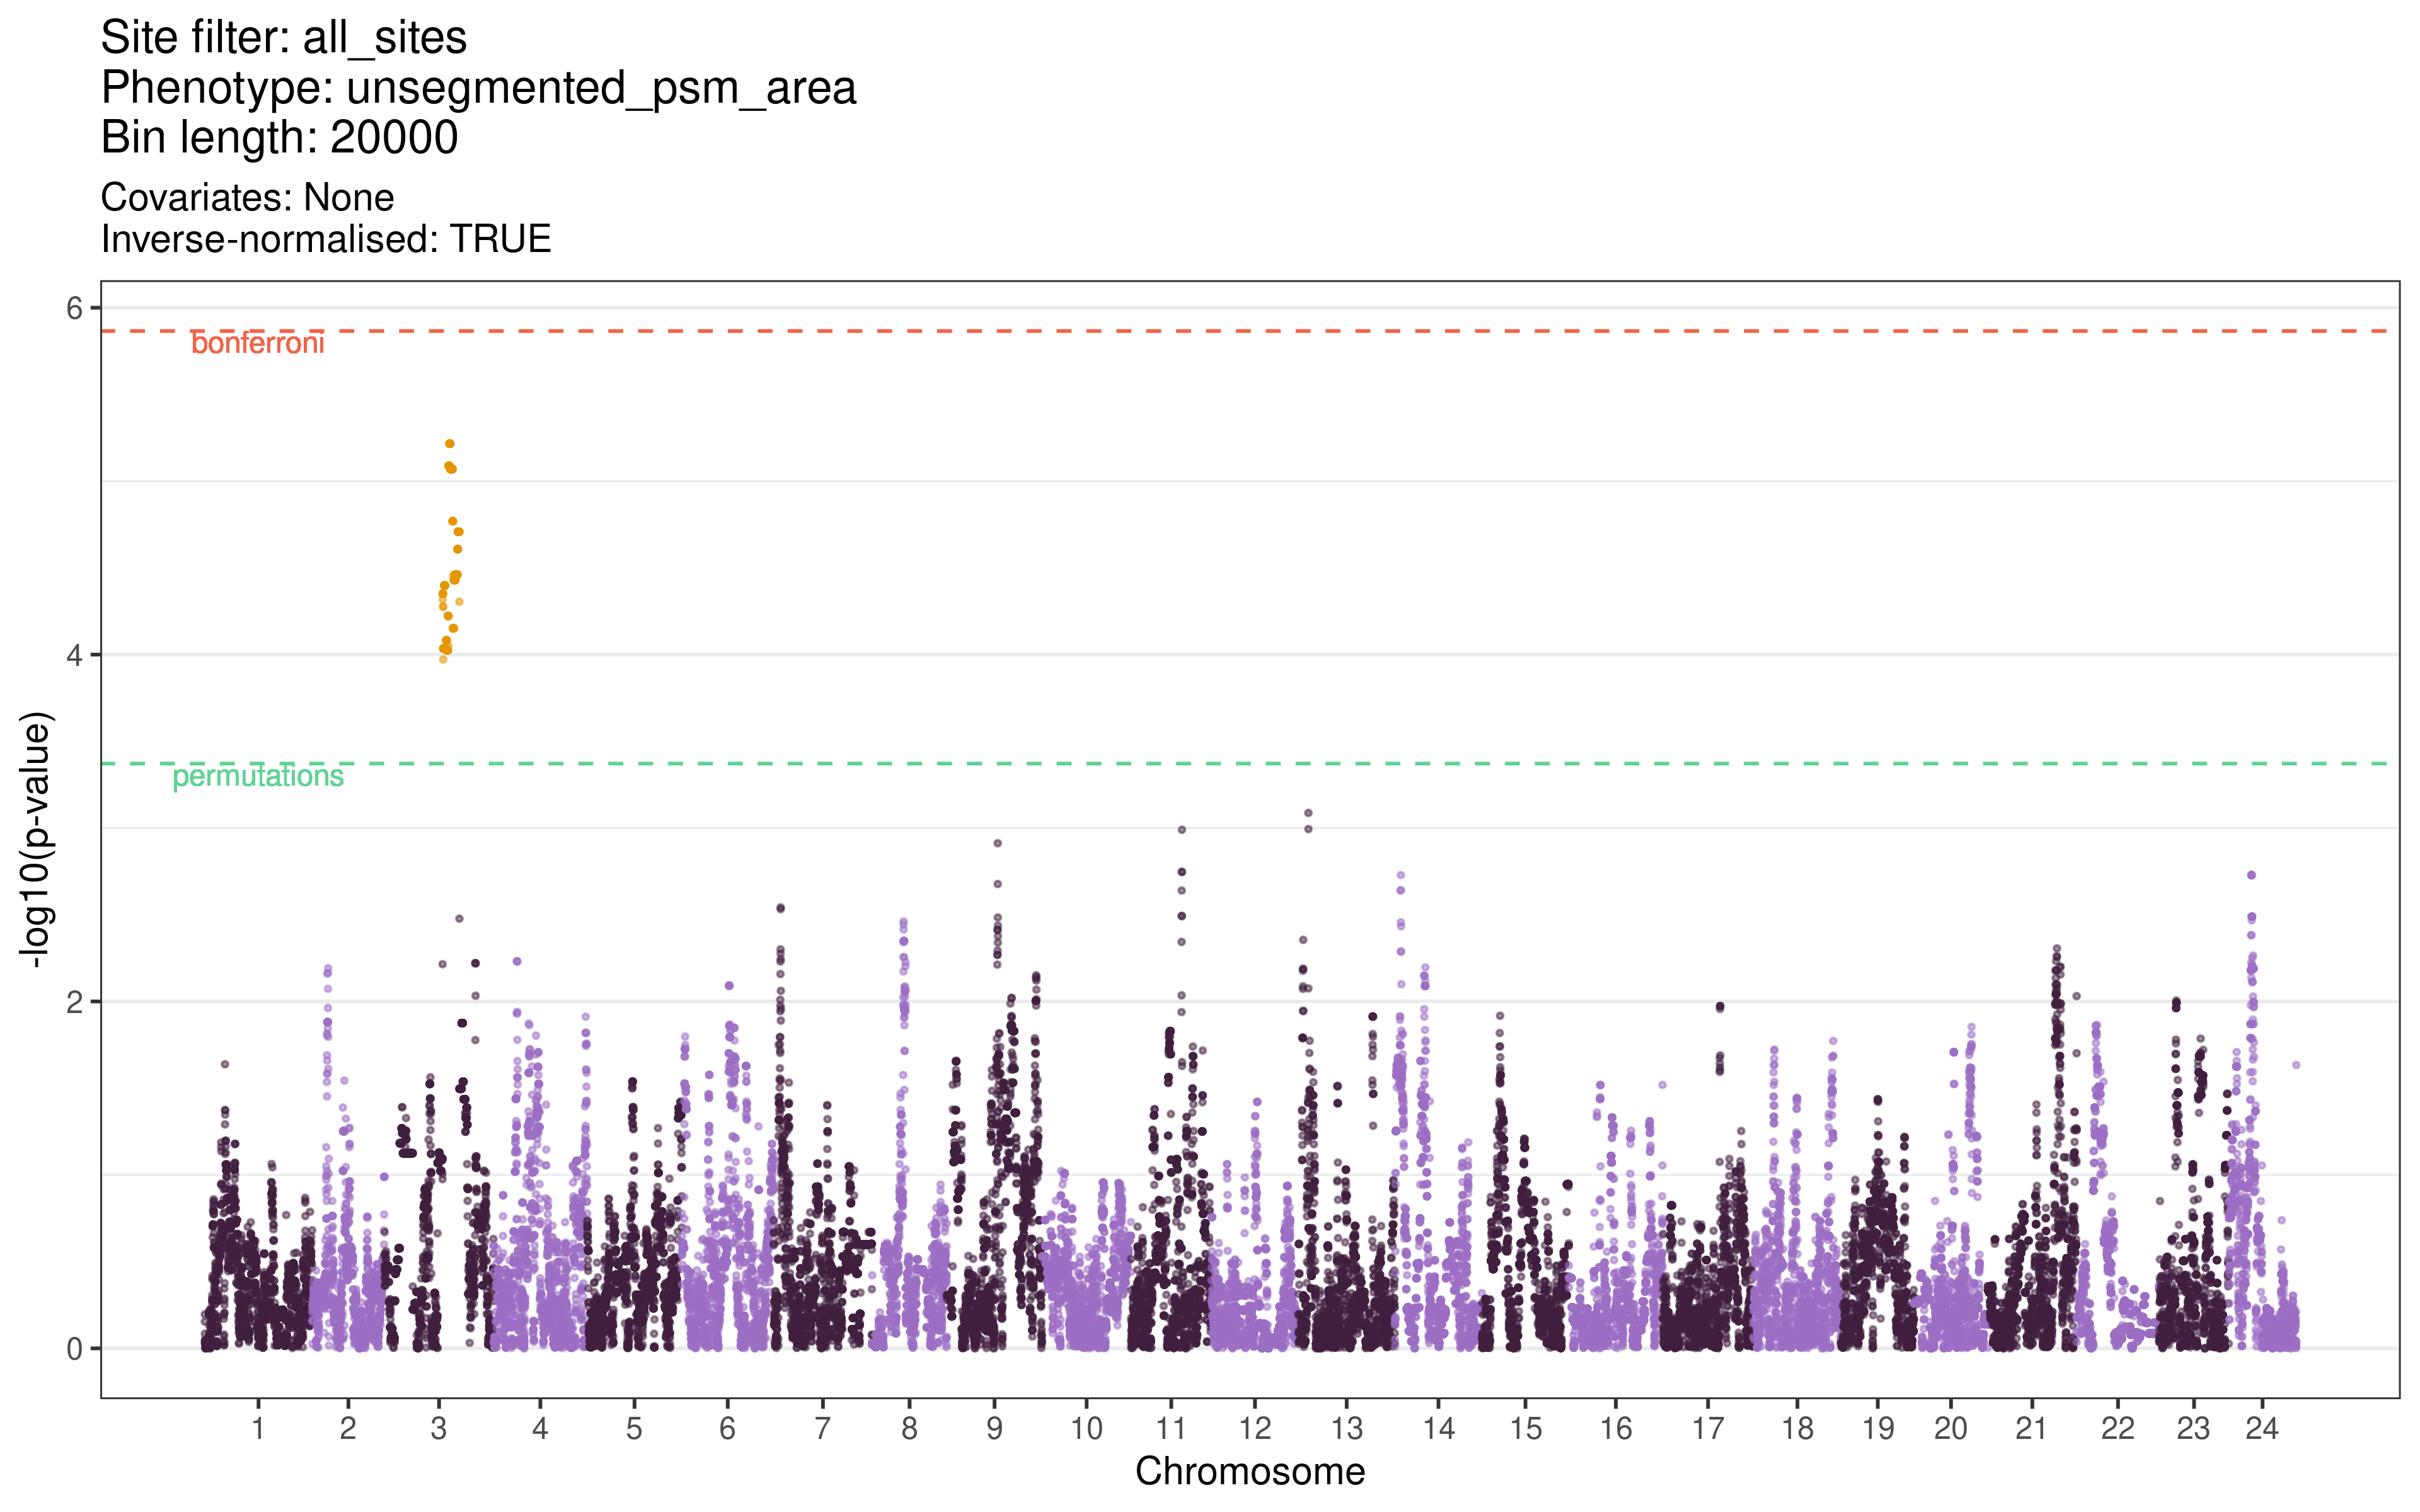 Site filter: all_sites
Phenotype: unsegmented_psm_area
Bin length: 20000
Covariates: None
Inverse-normalised: TRUE
6
bonferroni
4
permutations
2
0
-log10(p-value)
1 2 3 4 5 6 7 8 9 10 11 12 13 14 15 16 17 18 19 20 21 22 23 24
Chromosome